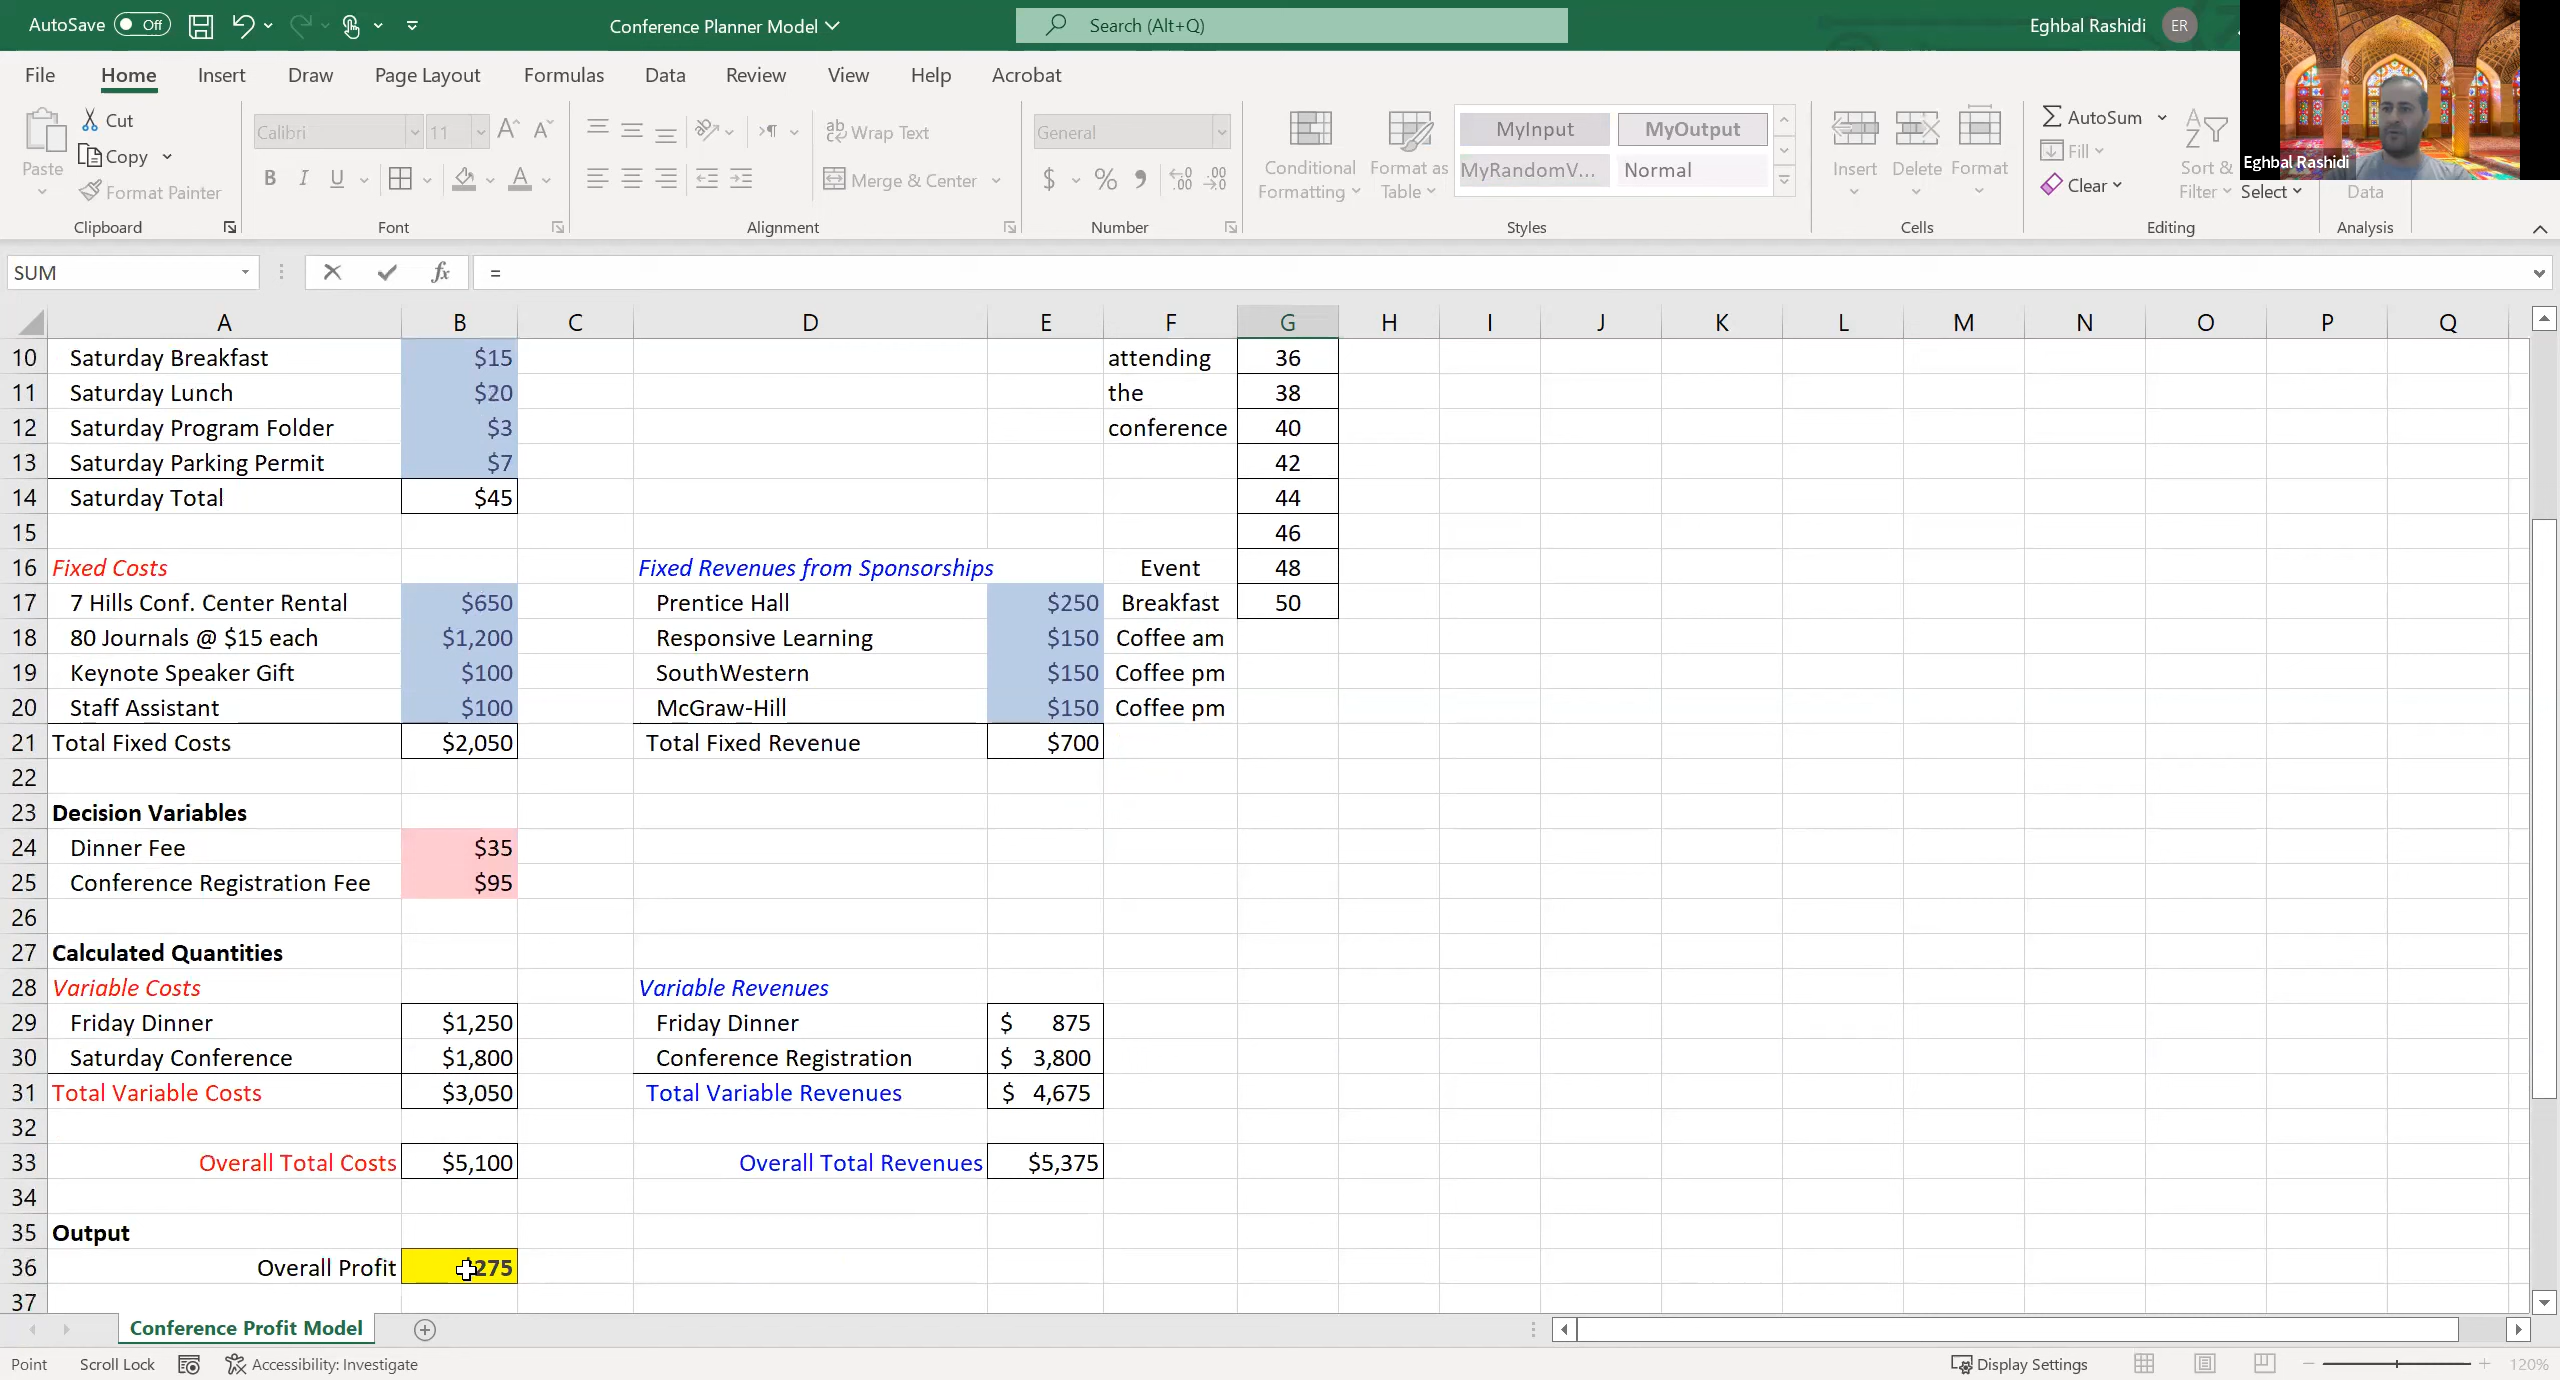 AutoSave Off
Conference Planner Model
Search (Alt+Q)
Eghbal Rashidi ER
File Home Insert Draw Page Layout Formulas Data Review View Help Acrobat
Paste Cut Copy Format Painter Clipboard
Calibri 11 B I U A Font
ab Wrap Text Merge & Center Alignment
General $ % Number
Conditional Formatting Format as Table MyInput MyOutput MyRandomV... Normal Styles
Insert Delete Format Cells
AutoSum Fill Clear Sort & Filter Select Editing
Data Analysis
Eghbal Rashidi
SUM fx =
A B C D E F G H I J K L M N O P Q
10 Saturday Breakfast $15 attending 36
11 Saturday Lunch $20 the 38
12 Saturday Program Folder $3 conference 40
13 Saturday Parking Permit $7 42
14 Saturday Total $45 44
15 46
16 Fixed Costs Fixed Revenues from Sponsorships Event 48
17 7 Hills Conf. Center Rental $650 Prentice Hall $250 Breakfast 50
18 80 Journals @ $15 each $1,200 Responsive Learning $150 Coffee am
19 Keynote Speaker Gift $100 SouthWestern $150 Coffee pm
20 Staff Assistant $100 McGraw-Hill $150 Coffee pm
21 Total Fixed Costs $2,050 Total Fixed Revenue $700
22
23 Decision Variables
24 Dinner Fee $35
25 Conference Registration Fee $95
26
27 Calculated Quantities
28 Variable Costs Variable Revenues
29 Friday Dinner $1,250 Friday Dinner $ 875
30 Saturday Conference $1,800 Conference Registration $ 3,800
31 Total Variable Costs $3,050 Total Variable Revenues $ 4,675
32
33 Overall Total Costs $5,100 Overall Total Revenues $5,375
34
35 Output
36 Overall Profit 275
37
Conference Profit Model
Point Scroll Lock Accessibility: Investigate Display Settings 120%